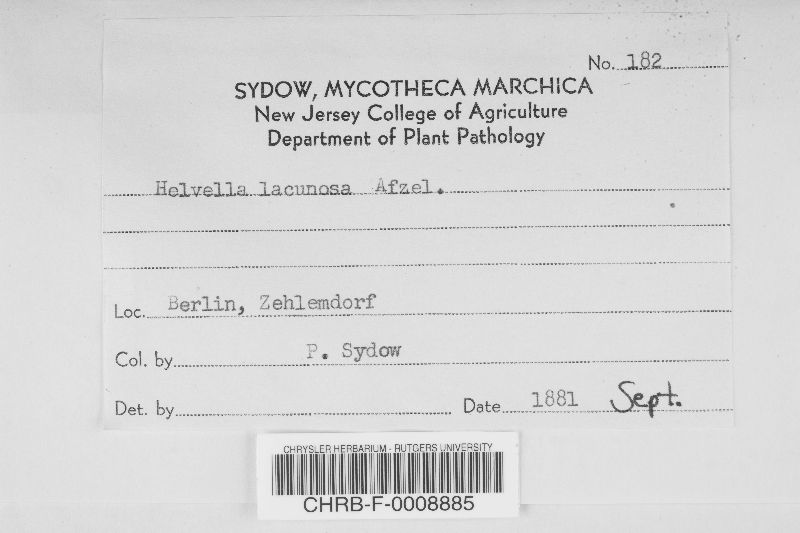 No. 182
SYDOW, MYCOTHECA MARCHICA
New Jersey College of Agriculture
Department of Plant Pathology
Helvella lacunosa Afzel.
Loc. Berlin, Zehlemdorf
Col. by P. Sydow
Det. by Date 1881 Sept.
CHRYSLER HERBARIUM - RUTGERS UNIVERSITY
CHRB-F-0008885